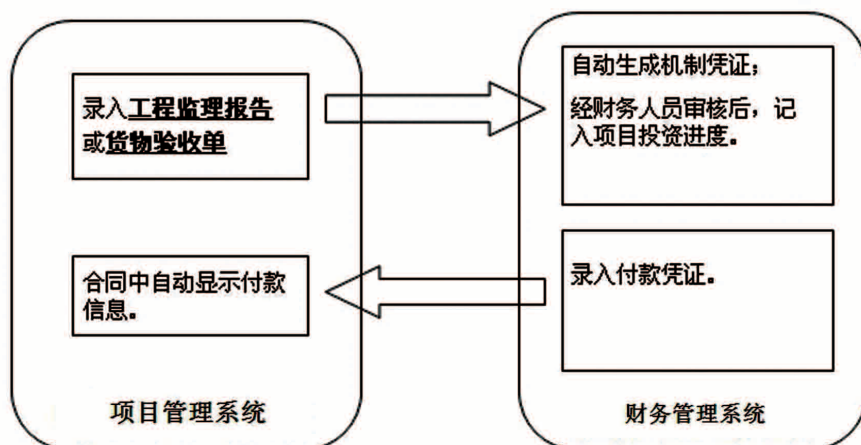 录入工程监理报告
或货物验收单
自动生成机制凭证；
经财务人员审核后，记
入项目投资进度。
合同中自动显示付款
信息。
录入付款凭证。
项目管理系统
财务管理系统